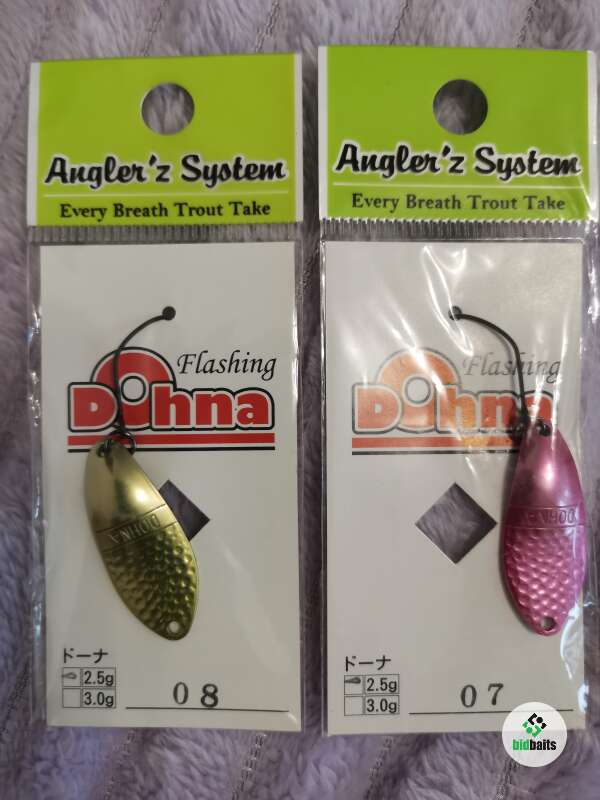 Angler'z System
Every Breath Trout Take
Flashing
Dohna
DOHNA
ドーナ
2.5g
3.0g
08
Angler'z System
Every Breath Trout Take
Flashing
Dohna
ドーナ
2.5g
3.0g
07
bidbaits